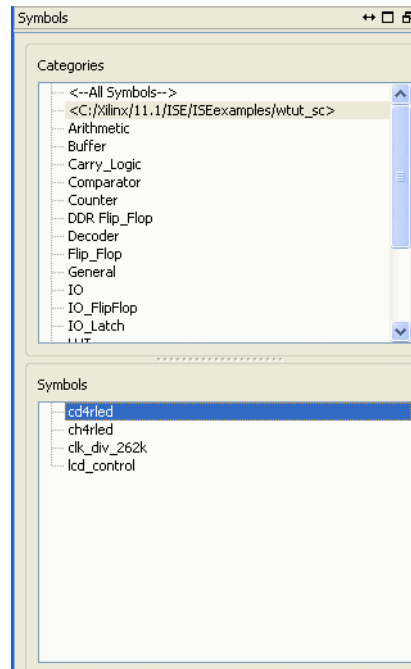 Symbols
Categories
<--All Symbols-->
<C:/Xilinx/11.1/ISE/ISEexamples/wtut_sc>
Arithmetic
Buffer
Carry_Logic
Comparator
Counter
DDR Flip_Flop
Decoder
Flip_Flop
General
IO
IO_FlipFlop
IO_Latch
Symbols
cd4rled
ch4rled
clk_div_262k
lcd_control